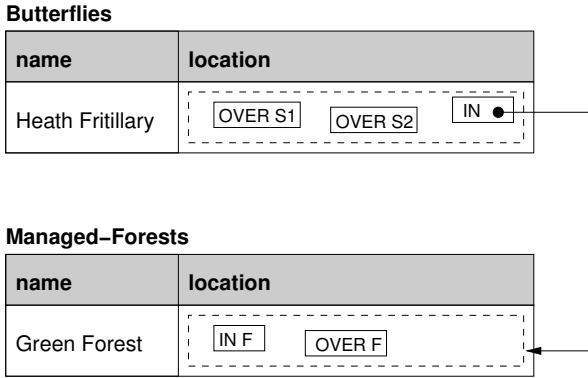 Butterflies
name location
Heath Fritillary OVER S1 OVER S2 IN
Managed–Forests
name location
Green Forest IN F OVER F